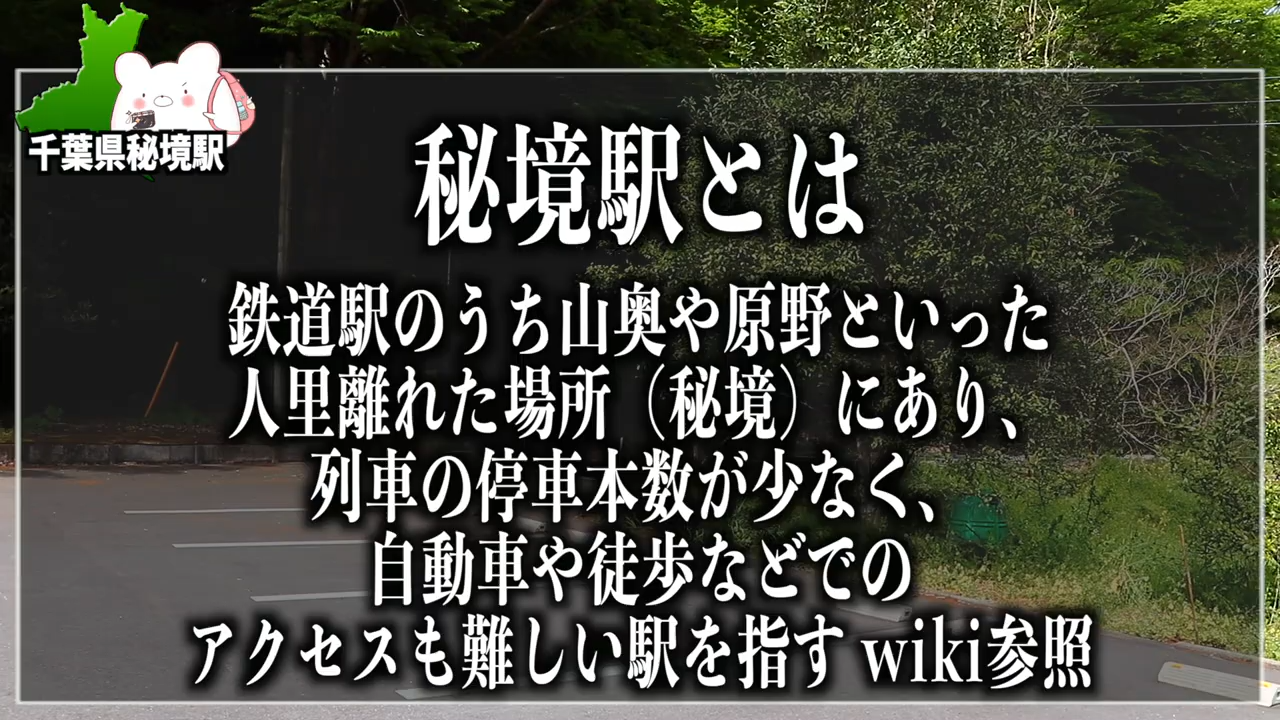 千葉県秘境駅
秘境駅とは
鉄道駅のうち山奥や原野といった
人里離れた場所（秘境）にあり、
列車の停車本数が少なく、
自動車や徒歩などでの
アクセスも難しい駅を指す wiki参照